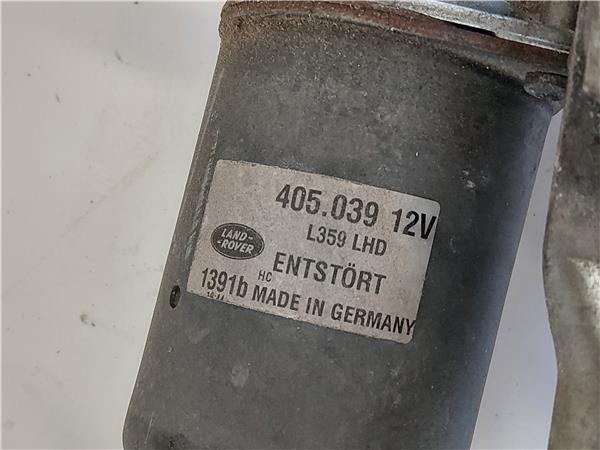 405.039 12V
L359 LHD
LAND-
-ROVER
ENTSTÖRT
HC
1391b MADE IN GERMANY